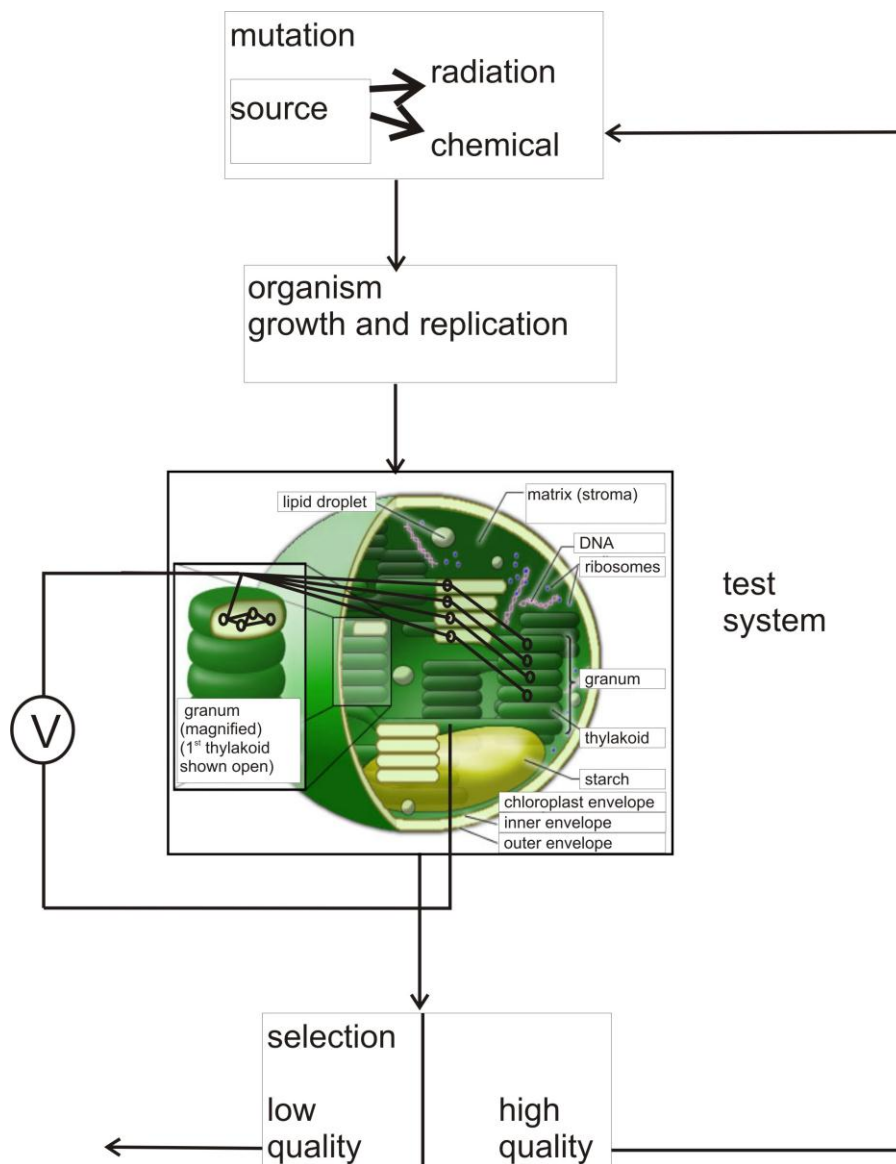 mutation
radiation
source
chemical
organism
growth and replication
lipid droplet
matrix (stroma)
DNA
ribosomes
test
system
granum
granum
(magnified)
(1st thylakoid
shown open)
V
thylakoid
starch
chloroplast envelope
inner envelope
outer envelope
selection
low
quality
high
quality